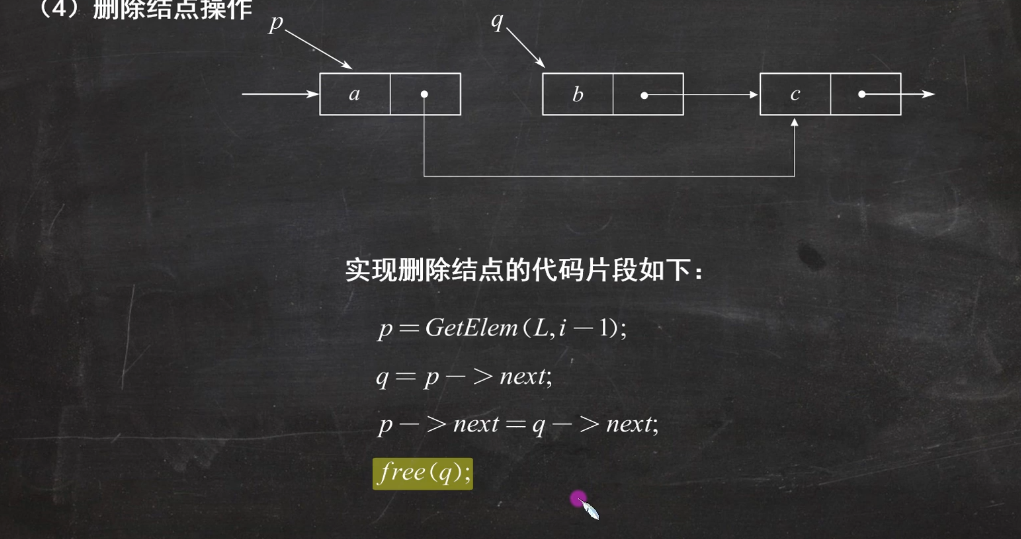 （4）删除结点操作
p
q
a
b
c
实现删除结点的代码片段如下：
p=GetElem(L,i-1);
q=p->next;
p->next=q->next;
free(q);